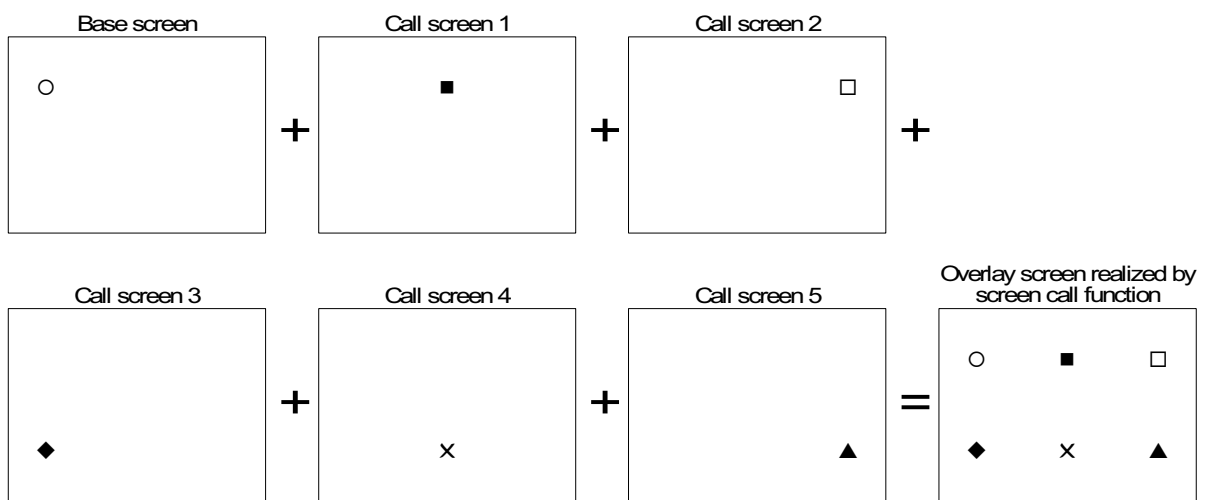 Base screen
Call screen 1
Call screen 2
+
+
+
Call screen 3
Call screen 4
Call screen 5
Overlay screen realized by
screen call function
+
+
=